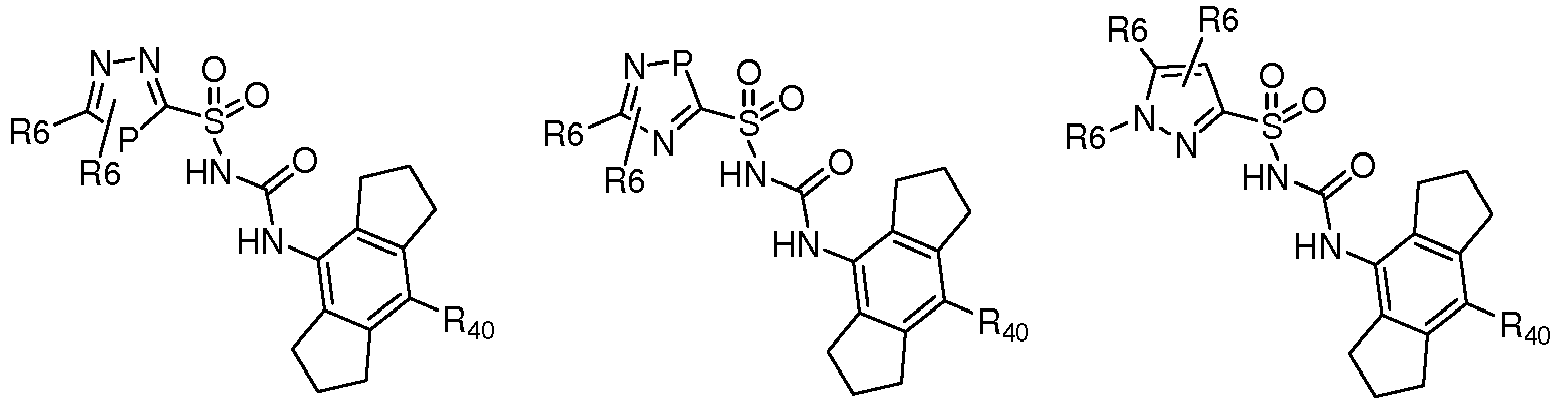 N N O
S O
R6 P
R6 HN O
HN
R40
N P O
S O
R6 N
R6 HN O
HN
R40
R6 R6
O
S O
R6 N N
HN O
HN
R40